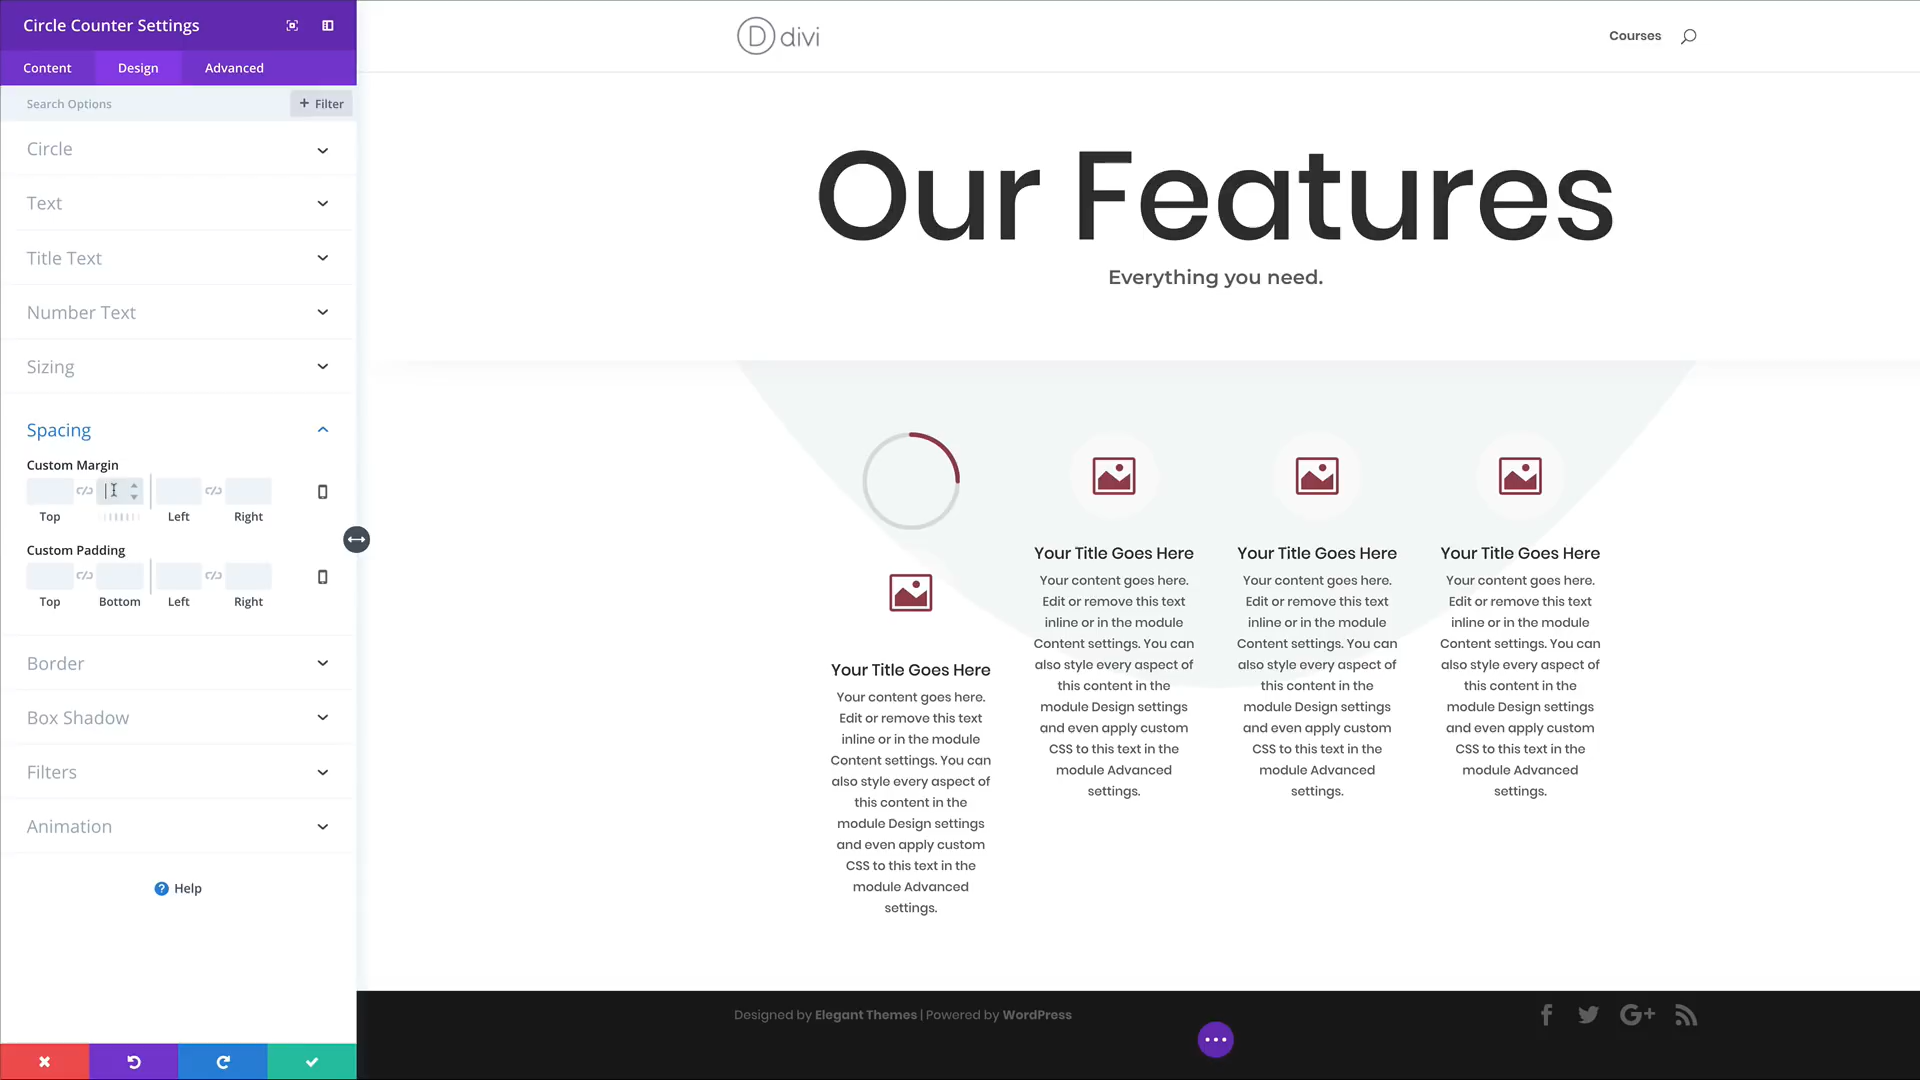 Circle Counter Settings
Content
Design
Advanced
Search Options
+ Filter
Circle
Text
Title Text
Number Text
Sizing
Spacing
Custom Margin
Top
Left
Right
Custom Padding
Top
Bottom
Left
Right
Border
Box Shadow
Filters
Animation
? Help
D divi
Courses
Our Features
Everything you need.
Your Title Goes Here
Your content goes here.
Edit or remove this text
inline or in the module
Content settings. You can
also style every aspect of
this content in the
module Design settings
and even apply custom
CSS to this text in the
module Advanced
settings.
Your Title Goes Here
Your content goes here.
Edit or remove this text
inline or in the module
Content settings. You can
also style every aspect of
this content in the
module Design settings
and even apply custom
CSS to this text in the
module Advanced
settings.
Your Title Goes Here
Your content goes here.
Edit or remove this text
inline or in the module
Content settings. You can
also style every aspect of
this content in the
module Design settings
and even apply custom
CSS to this text in the
module Advanced
settings.
Your Title Goes Here
Your content goes here.
Edit or remove this text
inline or in the module
Content settings. You can
also style every aspect of
this content in the
module Design settings
and even apply custom
CSS to this text in the
module Advanced
settings.
Designed by Elegant Themes | Powered by WordPress